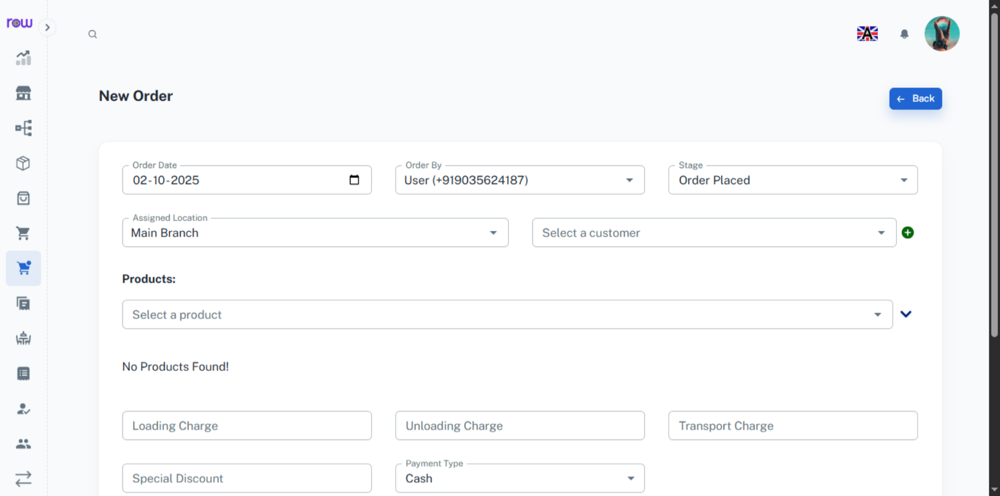 row
A
New Order
Back
Order Date
02-10-2025
Order By
User (+919035624187)
Stage
Order Placed
Assigned Location
Main Branch
Select a customer
Products:
Select a product
No Products Found!
Loading Charge
Unloading Charge
Transport Charge
Special Discount
Payment Type
Cash